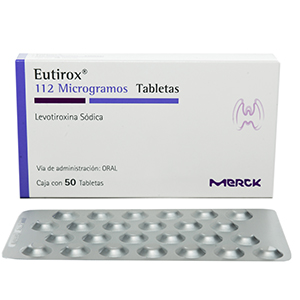 Eutirox®
112 Microgramos Tabletas
Levotiroxina Sódica
Vía de administración: ORAL
Caja con 50 Tabletas
MERCK